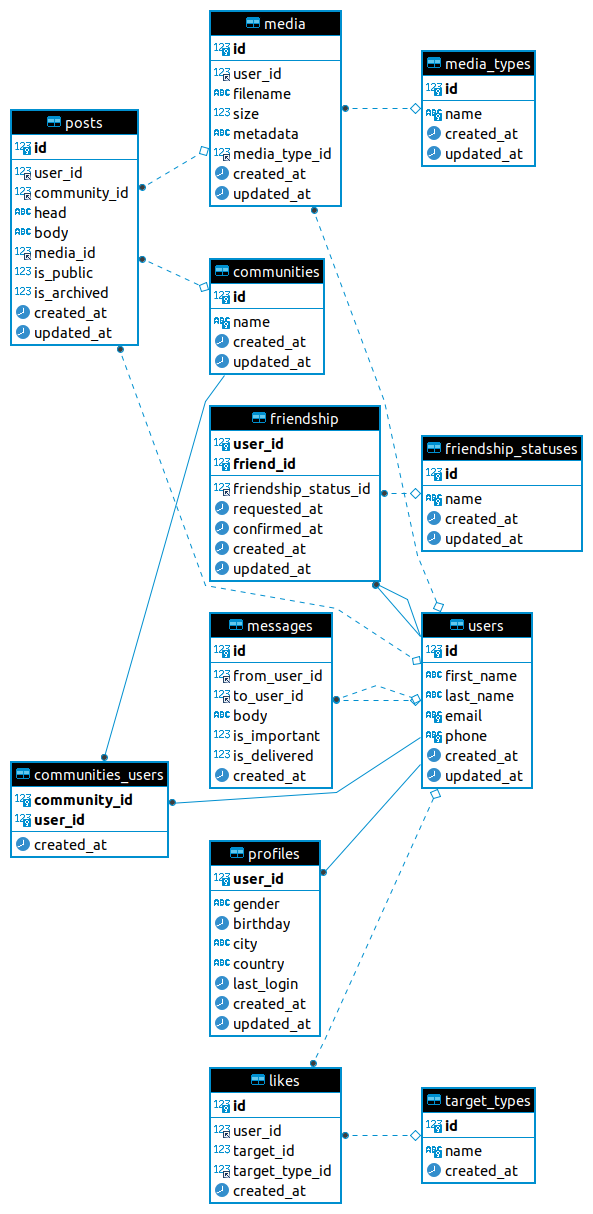 media
id
user_id
filename
size
metadata
media_type_id
created_at
updated_at
media_types
id
name
created_at
updated_at
posts
id
user_id
community_id
head
body
media_id
is_public
is_archived
created_at
updated_at
communities
id
name
created_at
updated_at
friendship
user_id
friend_id
friendship_status_id
requested_at
confirmed_at
created_at
updated_at
friendship_statuses
id
name
created_at
updated_at
messages
id
from_user_id
to_user_id
body
is_important
is_delivered
created_at
users
id
first_name
last_name
email
phone
created_at
updated_at
communities_users
community_id
user_id
created_at
profiles
user_id
gender
birthday
city
country
last_login
created_at
updated_at
likes
id
user_id
target_id
target_type_id
created_at
target_types
id
name
created_at